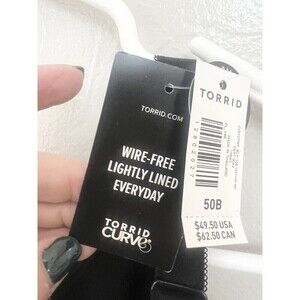 TORRID.COM
WIRE-FREE
LIGHTLY LINED
EVERYDAY
TORRID
CURVE
TORRID
50B
$49.50 USA
$62.50 CAN